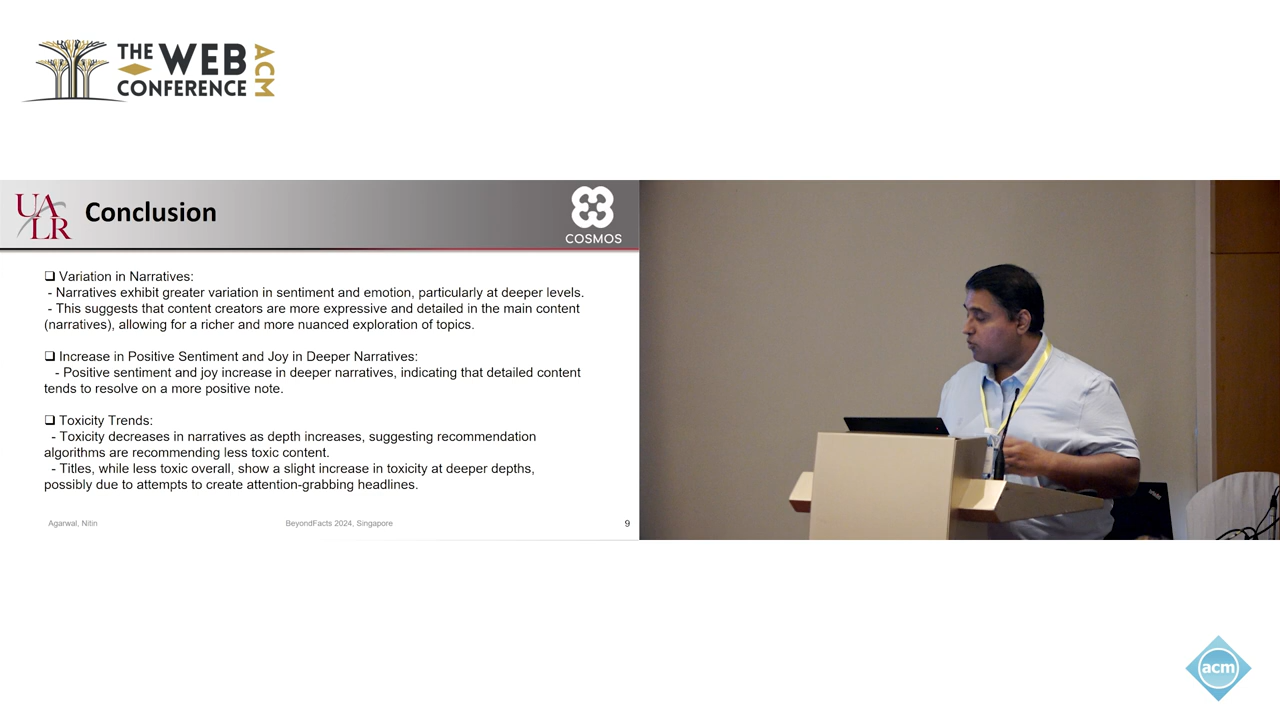 THE WEB
CONFERENCE
ACM
UALR
Conclusion
COSMOS
❑ Variation in Narratives:
- Narratives exhibit greater variation in sentiment and emotion, particularly at deeper levels.
- This suggests that content creators are more expressive and detailed in the main content
(narratives), allowing for a richer and more nuanced exploration of topics.
❑ Increase in Positive Sentiment and Joy in Deeper Narratives:
- Positive sentiment and joy increase in deeper narratives, indicating that detailed content
tends to resolve on a more positive note.
❑ Toxicity Trends:
- Toxicity decreases in narratives as depth increases, suggesting recommendation
algorithms are recommending less toxic content.
- Titles, while less toxic overall, show a slight increase in toxicity at deeper depths,
possibly due to attempts to create attention-grabbing headlines.
Agarwal, Nitin
BeyondFacts 2024, Singapore
9
acm